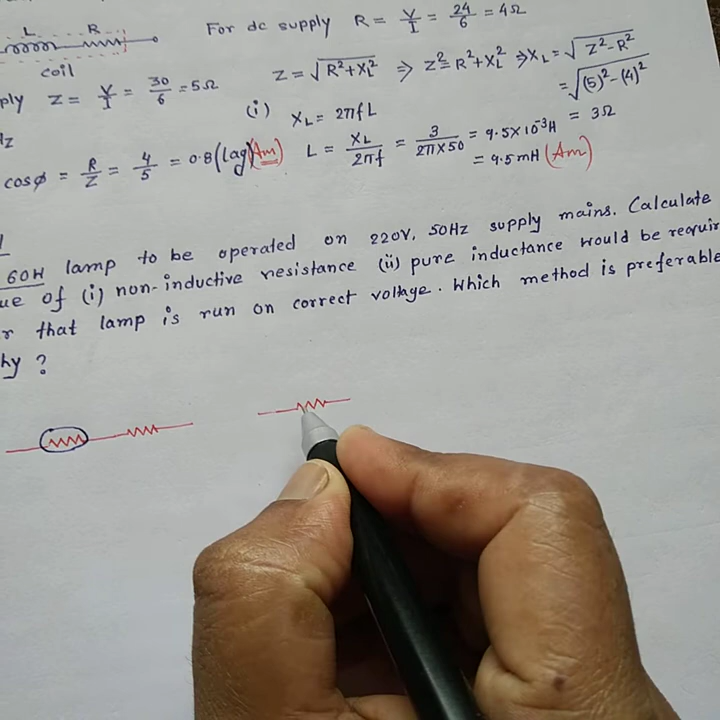 L R
For dc supply R = V/I = 24/6 = 4Ω
coil
ply Z = V/I = 30/6 = 5Ω
Z = √R²+XL² ⇒ Z² = R²+XL² ⇒ XL = √Z²-R²
= √(5)²-(4)²
= 3Ω
Hz
(i) XL = 2πfL
cosφ = R/Z = 4/5 = 0.8 (lag) (Am)
L = XL/2πf = 3/2π×50 = 9.5×10⁻³H
= 9.5mH (Am)
60W lamp to be operated on 220V, 50Hz supply mains. Calculate
ue of (i) non-inductive resistance (ii) pure inductance would be requir
r that lamp is run on correct voltage. Which method is preferable
hy ?